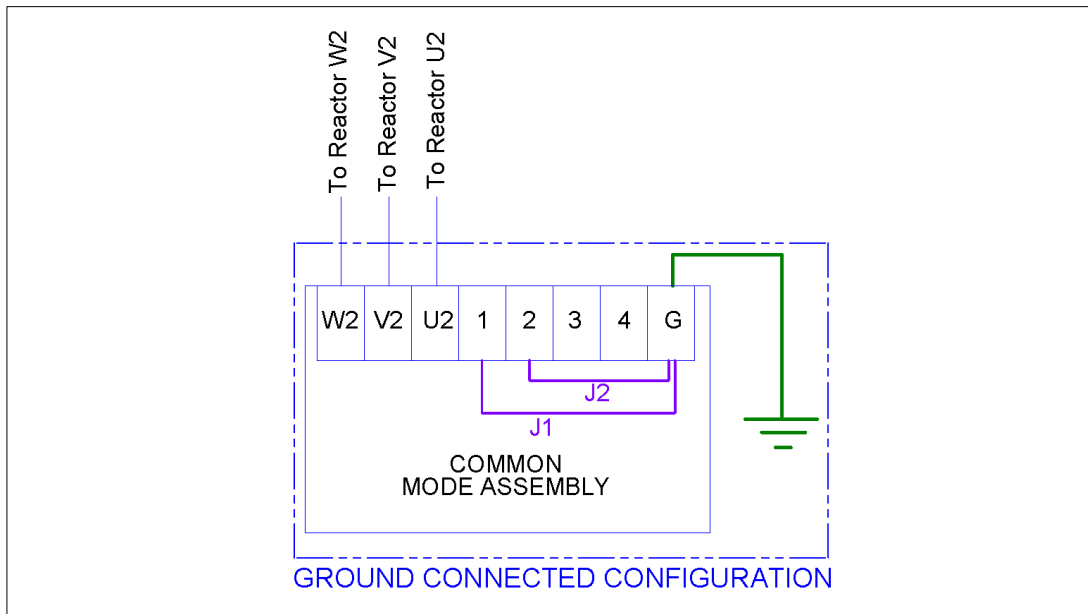 To Reactor W2
To Reactor V2
To Reactor U2
W2 V2 U2 1 2 3 4 G
J2
J1
COMMON
MODE ASSEMBLY
GROUND CONNECTED CONFIGURATION